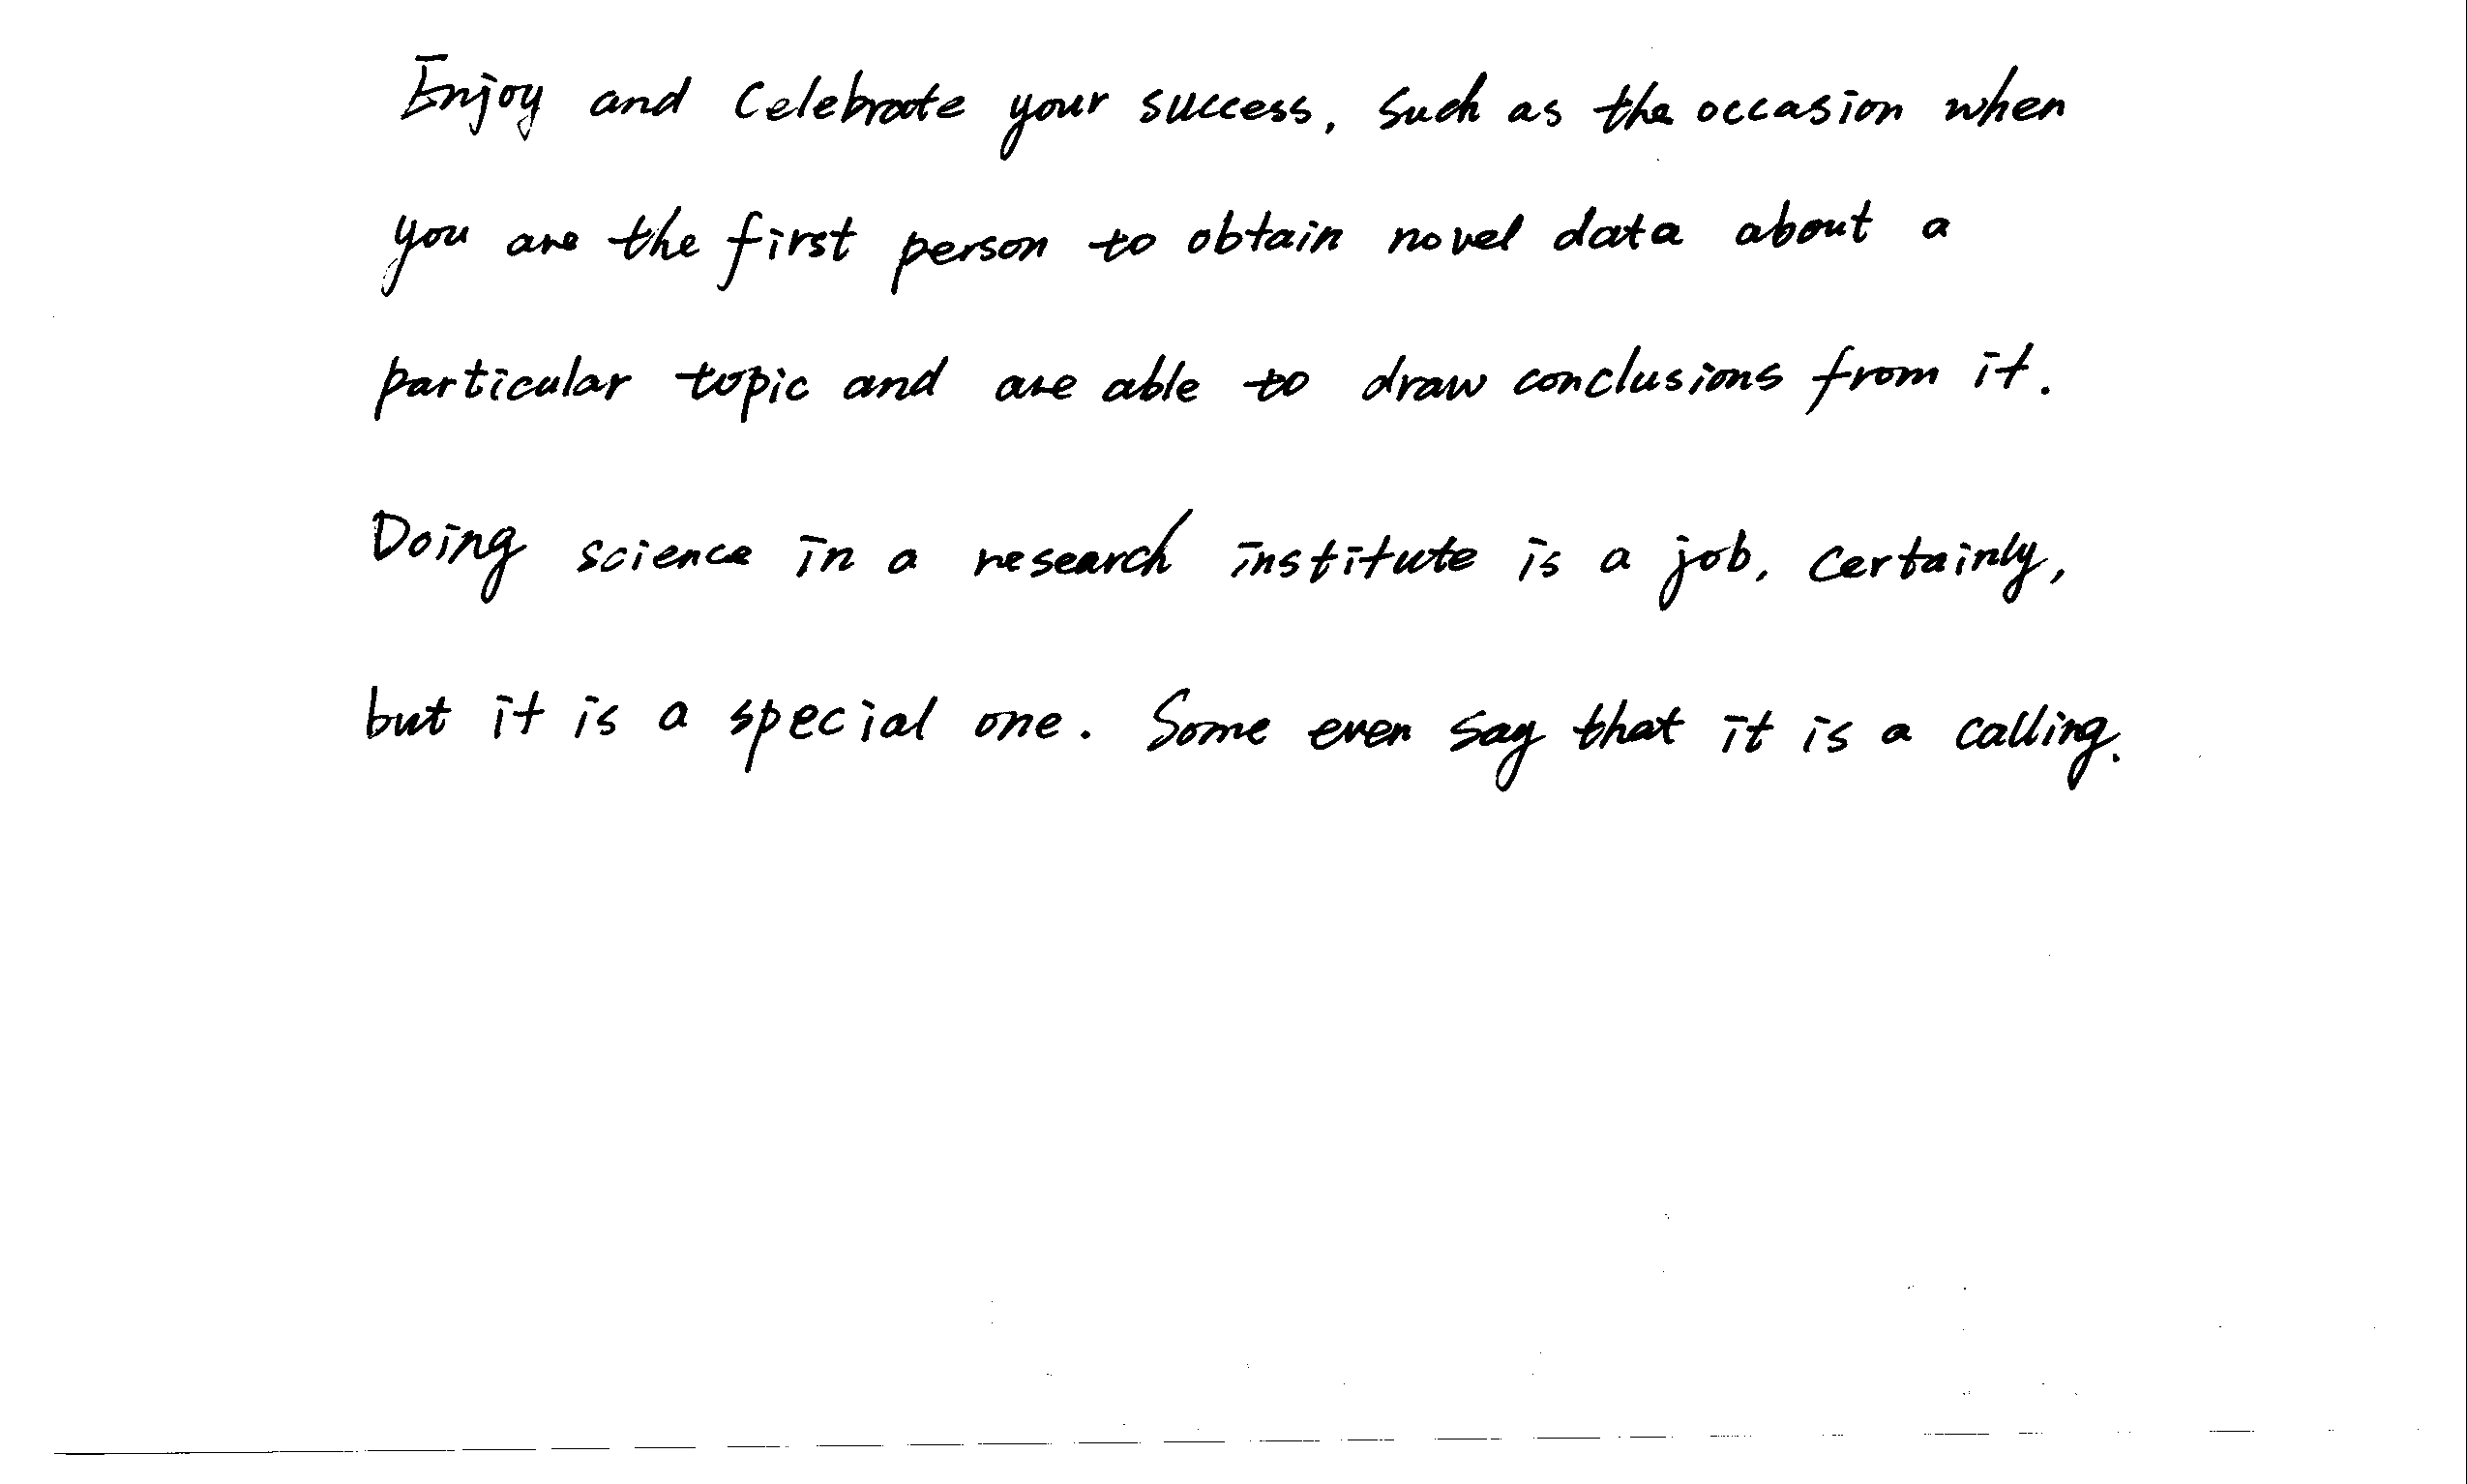 Enjoy and celebrate your success, such as the occasion when
you are the first person to obtain novel data about a
particular topic and are able to draw conclusions from it.
Doing science in a research institute is a job, certainly,
but it is a special one. Some even say that it is a calling.